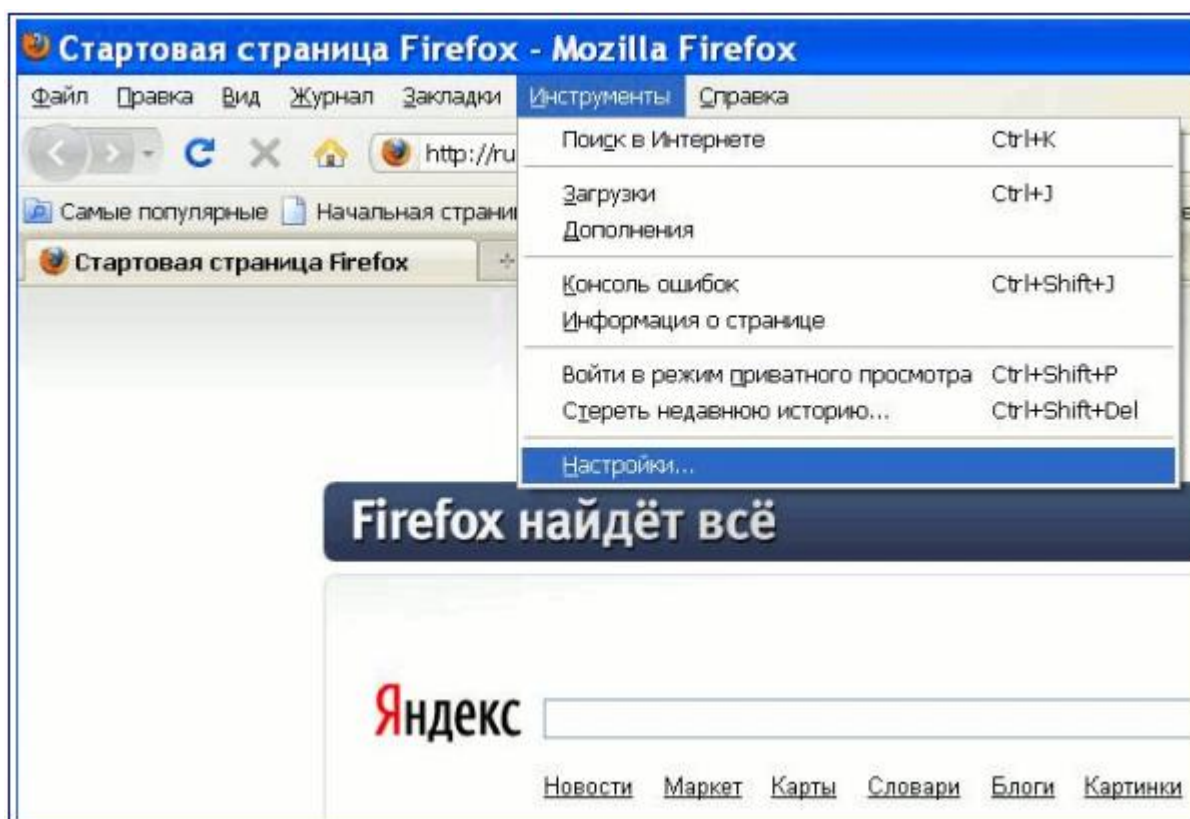 Стартовая страница Firefox - Mozilla Firefox
Файл Правка Вид Журнал Закладки Инструменты Справка
http://ru
Самые популярные Начальная страни
Стартовая страница Firefox
Поиск в Интернете Ctrl+K
Загрузки Ctrl+J
Дополнения
Консоль ошибок Ctrl+Shift+J
Информация о странице
Войти в режим приватного просмотра Ctrl+Shift+P
Стереть недавнюю историю... Ctrl+Shift+Del
Настройки...
Firefox найдёт всё
Яндекс
Новости Маркет Карты Словари Блоги Картинки